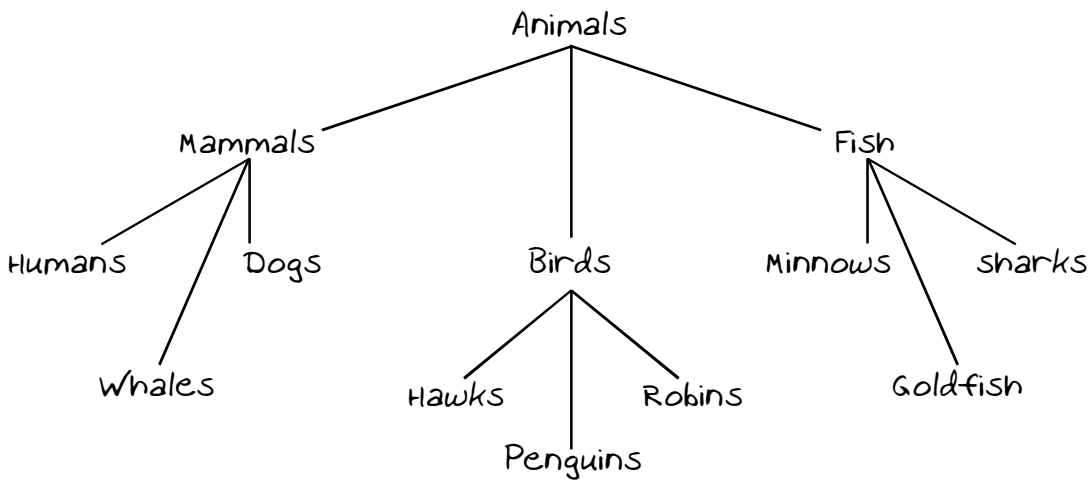 Animals
Mammals
Fish
Humans
Dogs
Birds
Minnows
sharks
Whales
Hawks
Robins
Goldfish
Penguins